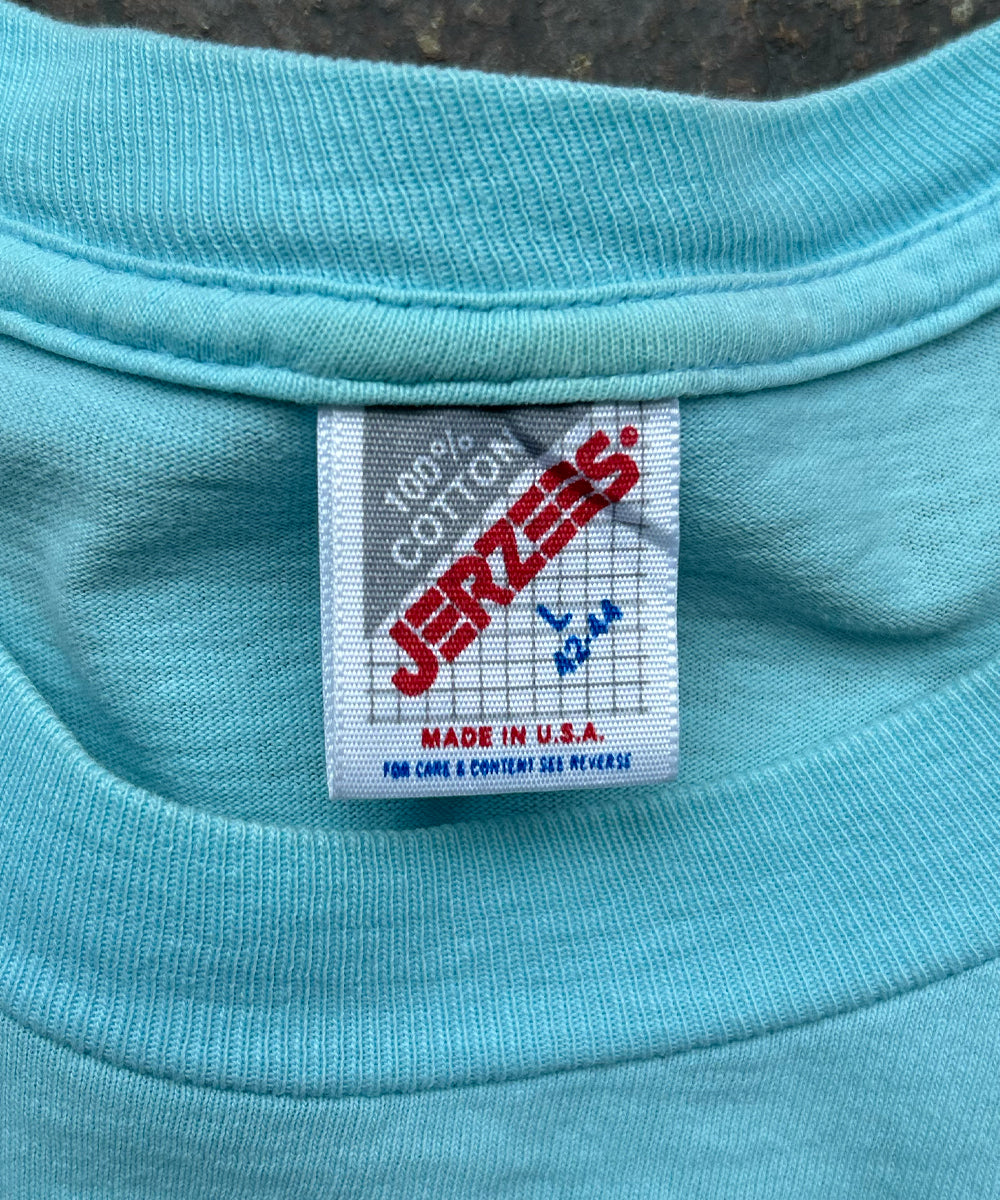 100%
COTTON
JERZEES
L
42-44
MADE IN U.S.A.
FOR CARE & CONTENT SEE REVERSE